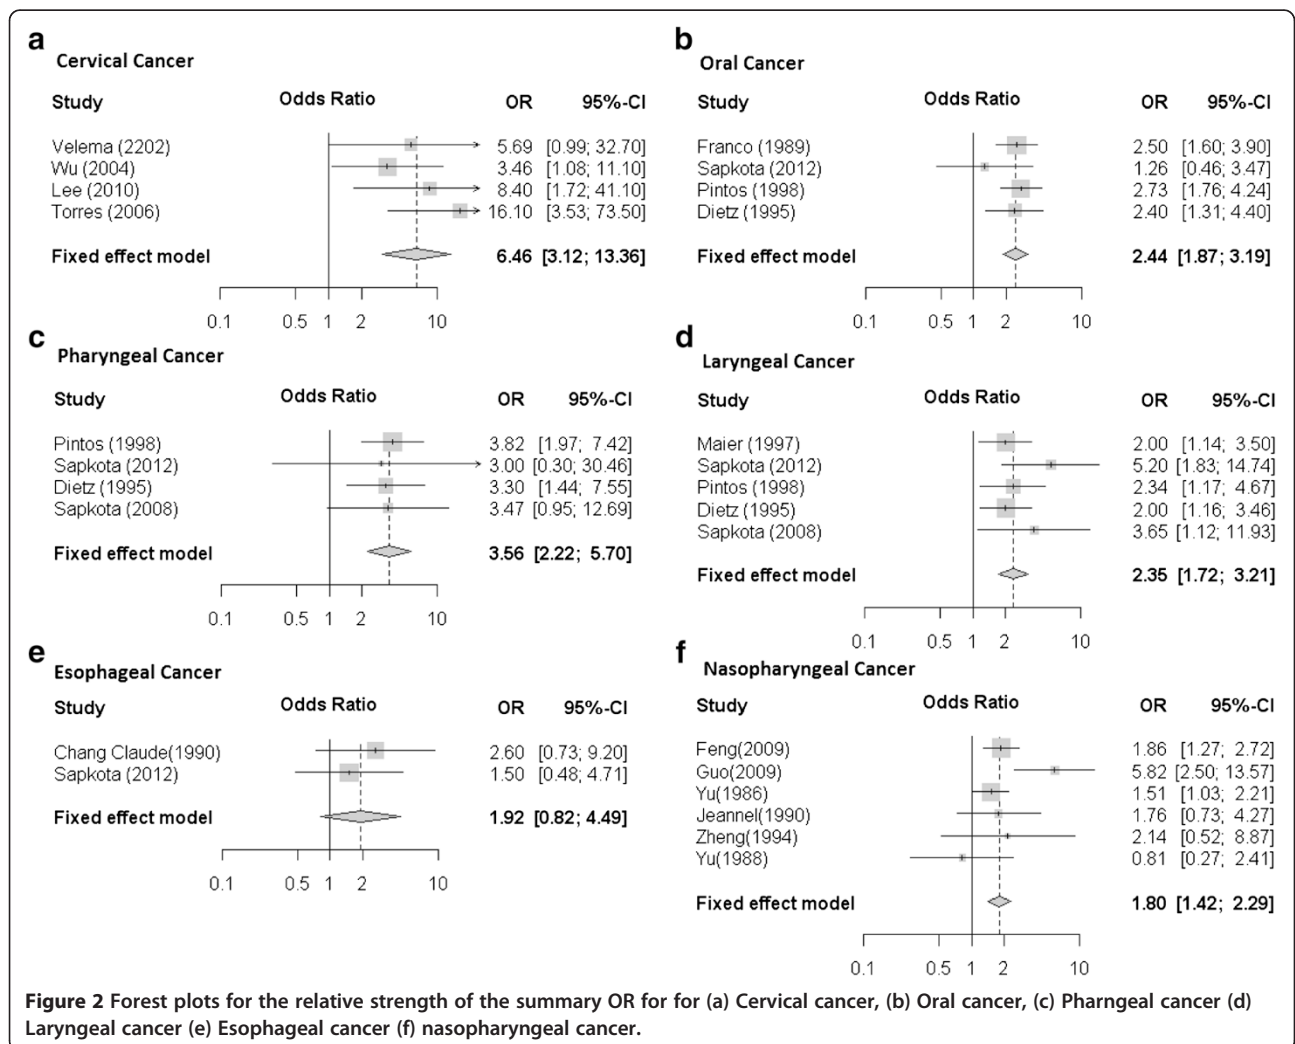 a
Cervical Cancer
Study Odds Ratio OR 95%-CI
Velema (2202) 5.69 [0.99; 32.70]
Wu (2004) 3.46 [1.08; 11.10]
Lee (2010) 8.40 [1.72; 41.10]
Torres (2006) 16.10 [3.53; 73.50]
Fixed effect model 6.46 [3.12; 13.36]
0.1 0.5 1 2 10
b
Oral Cancer
Study Odds Ratio OR 95%-CI
Franco (1989) 2.50 [1.60; 3.90]
Sapkota (2012) 1.26 [0.46; 3.47]
Pintos (1998) 2.73 [1.76; 4.24]
Dietz (1995) 2.40 [1.31; 4.40]
Fixed effect model 2.44 [1.87; 3.19]
0.1 0.5 1 2 10
c
Pharyngeal Cancer
Study Odds Ratio OR 95%-CI
Pintos (1998) 3.82 [1.97; 7.42]
Sapkota (2012) 3.00 [0.30; 30.46]
Dietz (1995) 3.30 [1.44; 7.55]
Sapkota (2008) 3.47 [0.95; 12.69]
Fixed effect model 3.56 [2.22; 5.70]
0.1 0.5 1 2 10
d
Laryngeal Cancer
Study Odds Ratio OR 95%-CI
Maier (1997) 2.00 [1.14; 3.50]
Sapkota (2012) 5.20 [1.83; 14.74]
Pintos (1998) 2.34 [1.17; 4.67]
Dietz (1995) 2.00 [1.16; 3.46]
Sapkota (2008) 3.65 [1.12; 11.93]
Fixed effect model 2.35 [1.72; 3.21]
0.1 0.5 1 2 10
e
Esophageal Cancer
Study Odds Ratio OR 95%-CI
Chang Claude(1990) 2.60 [0.73; 9.20]
Sapkota (2012) 1.50 [0.48; 4.71]
Fixed effect model 1.92 [0.82; 4.49]
0.1 0.5 1 2 10
f
Nasopharyngeal Cancer
Study Odds Ratio OR 95%-CI
Feng(2009) 1.86 [1.27; 2.72]
Guo(2009) 5.82 [2.50; 13.57]
Yu(1986) 1.51 [1.03; 2.21]
Jeannel(1990) 1.76 [0.73; 4.27]
Zheng(1994) 2.14 [0.52; 8.87]
Yu(1988) 0.81 [0.27; 2.41]
Fixed effect model 1.80 [1.42; 2.29]
0.1 0.5 1 2 10
Figure 2 Forest plots for the relative strength of the summary OR for for (a) Cervical cancer, (b) Oral cancer, (c) Pharngeal cancer (d)
Laryngeal cancer (e) Esophageal cancer (f) nasopharyngeal cancer.